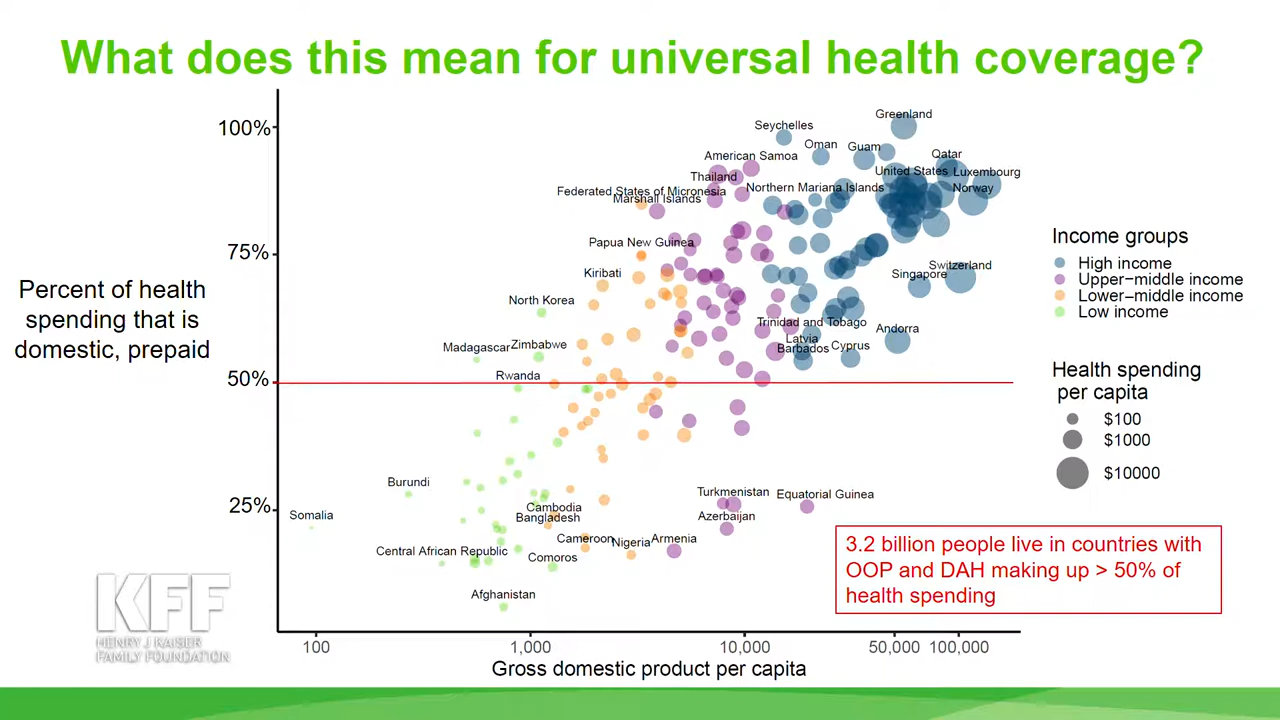 What does this mean for universal health coverage?
Percent of health
spending that is
domestic, prepaid
100%
75%
50%
25%
Greenland
Seychelles
Oman
Guam
American Samoa
Qatar
Thailand
United States
Luxembourg
Federated States of Micronesia
Northern Mariana Islands
Norway
Marshall Islands
Papua New Guinea
Kiribati
Singapore
Switzerland
North Korea
Trinidad and Tobago
Andorra
Madagascar
Zimbabwe
Latvia
Barbados
Cyprus
Rwanda
Burundi
Turkmenistan
Equatorial Guinea
Somalia
Cambodia
Bangladesh
Azerbaijan
Cameroon
Nigeria
Armenia
Central African Republic
Comoros
Afghanistan
100
1,000
10,000
50,000
100,000
Gross domestic product per capita
Income groups
High income
Upper−middle income
Lower−middle income
Low income
Health spending
per capita
$100
$1000
$10000
3.2 billion people live in countries with
OOP and DAH making up > 50% of
health spending
KFF
HENRY J KAISER
FAMILY FOUNDATION